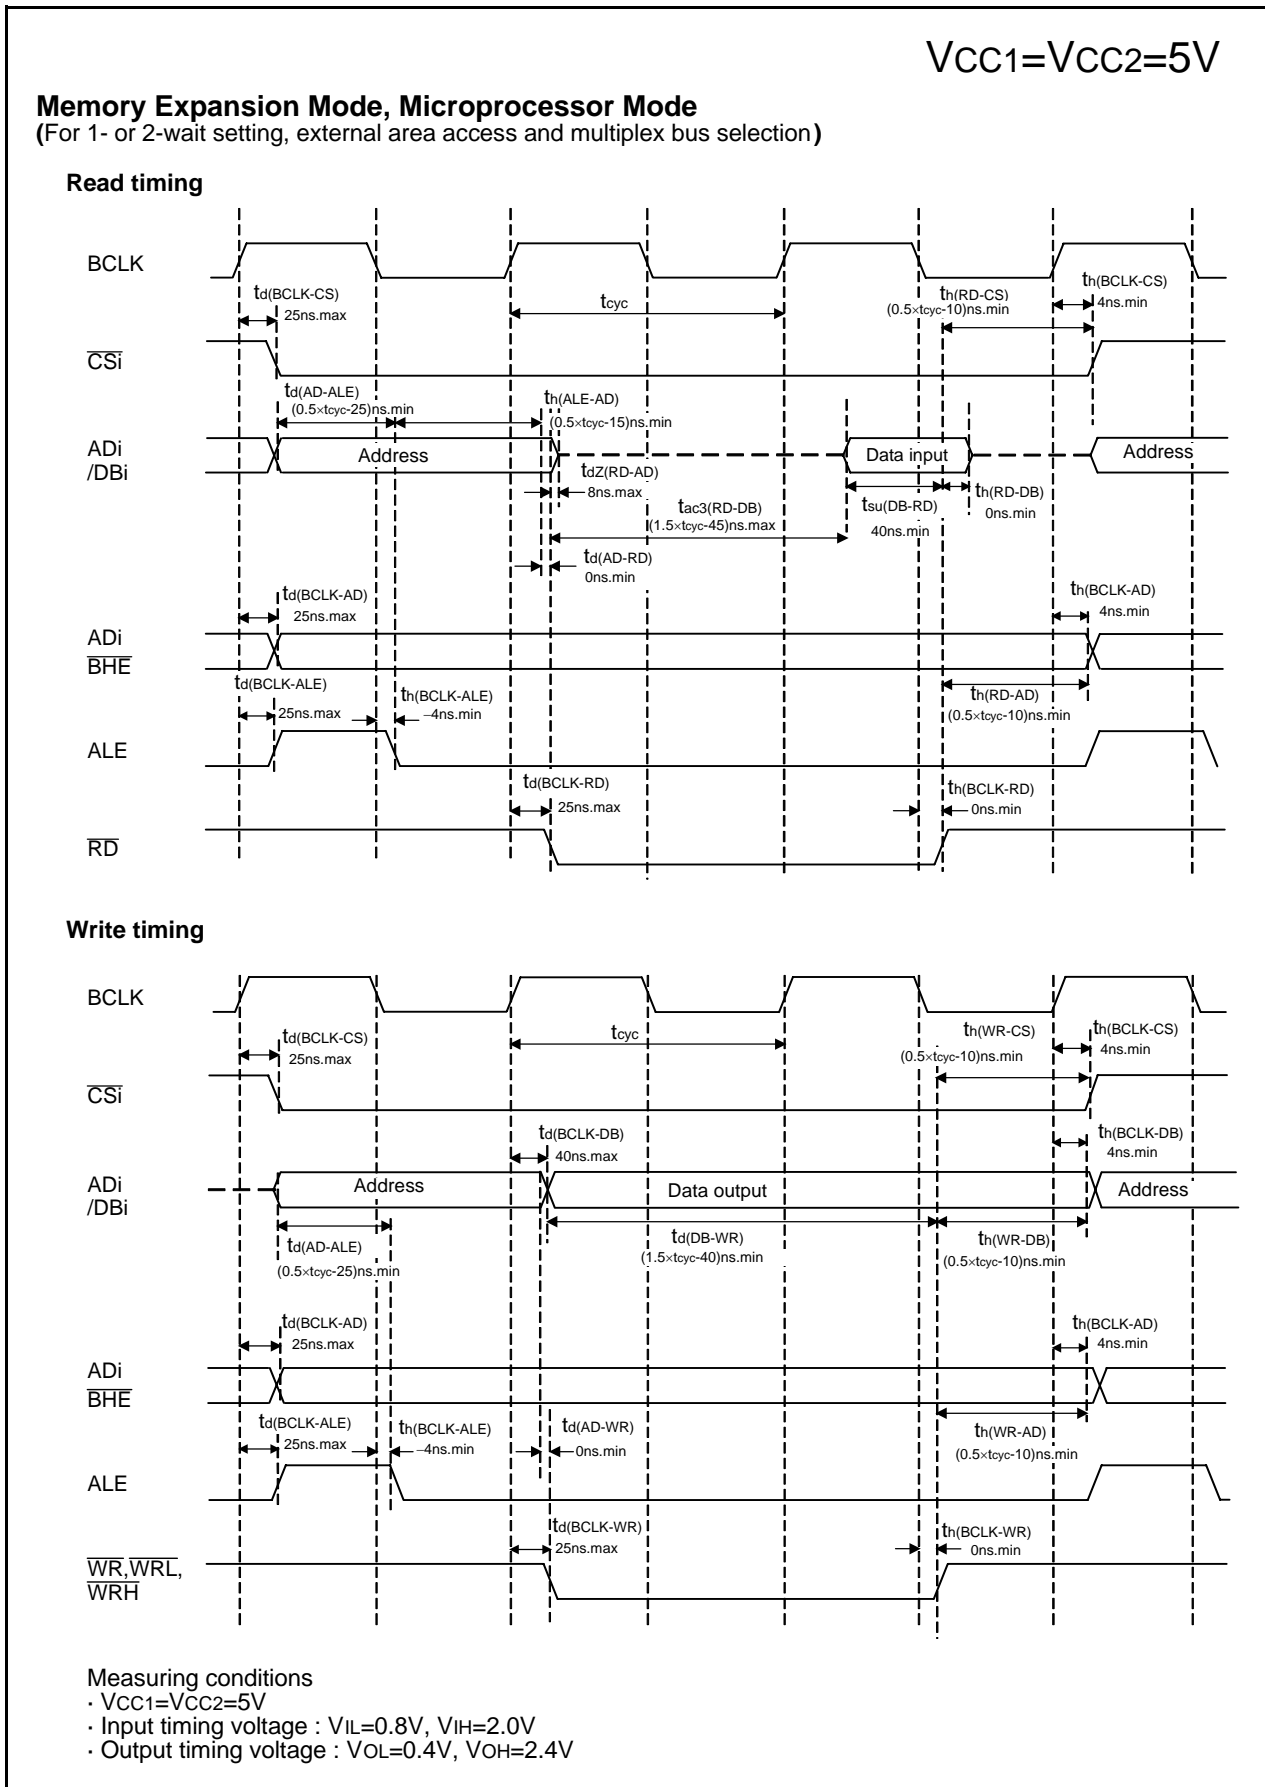 VCC1=VCC2=5V
Memory Expansion Mode, Microprocessor Mode
(For 1- or 2-wait setting, external area access and multiplex bus selection)
Read timing
BCLK
td(BCLK-CS)
25ns.max
tcyc
th(RD-CS)
(0.5×tcyc-10)ns.min
th(BCLK-CS)
4ns.min
CSi
td(AD-ALE)
(0.5×tcyc-25)ns.min
th(ALE-AD)
(0.5×tcyc-15)ns.min
ADi
/DBi
Address
Data input
Address
tdZ(RD-AD)
8ns.max
tac3(RD-DB)
(1.5×tcyc-45)ns.max
tsu(DB-RD)
40ns.min
th(RD-DB)
0ns.min
td(AD-RD)
0ns.min
td(BCLK-AD)
25ns.max
th(BCLK-AD)
4ns.min
ADi
BHE
td(BCLK-ALE)
25ns.max
th(BCLK-ALE)
–4ns.min
th(RD-AD)
(0.5×tcyc-10)ns.min
ALE
td(BCLK-RD)
25ns.max
th(BCLK-RD)
0ns.min
RD
Write timing
BCLK
td(BCLK-CS)
25ns.max
tcyc
th(WR-CS)
(0.5×tcyc-10)ns.min
th(BCLK-CS)
4ns.min
CSi
td(BCLK-DB)
40ns.max
th(BCLK-DB)
4ns.min
ADi
/DBi
Address
Data output
Address
td(AD-ALE)
(0.5×tcyc-25)ns.min
td(DB-WR)
(1.5×tcyc-40)ns.min
th(WR-DB)
(0.5×tcyc-10)ns.min
td(BCLK-AD)
25ns.max
th(BCLK-AD)
4ns.min
ADi
BHE
td(BCLK-ALE)
25ns.max
th(BCLK-ALE)
–4ns.min
td(AD-WR)
0ns.min
th(WR-AD)
(0.5×tcyc-10)ns.min
ALE
td(BCLK-WR)
25ns.max
th(BCLK-WR)
0ns.min
WR,WRL,
WRH
Measuring conditions
· VCC1=VCC2=5V
· Input timing voltage : VIL=0.8V, VIH=2.0V
· Output timing voltage : VOL=0.4V, VOH=2.4V